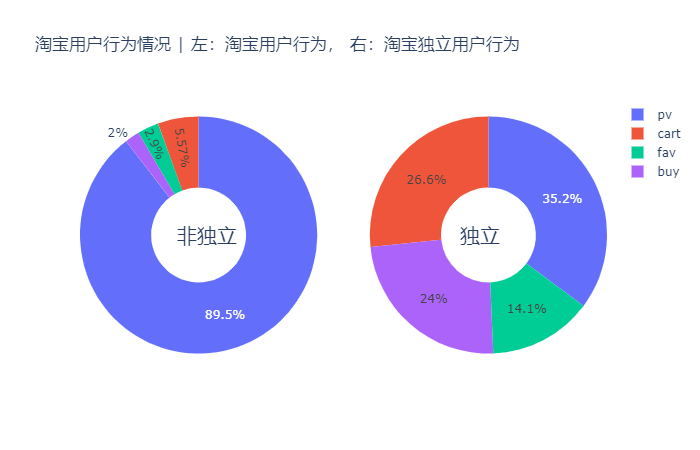 淘宝用户行为情况 | 左：淘宝用户行为， 右：淘宝独立用户行为
pv
cart
fav
buy
2%
2.9%
5.57%
89.5%
非独立
26.6%
35.2%
24%
14.1%
独立